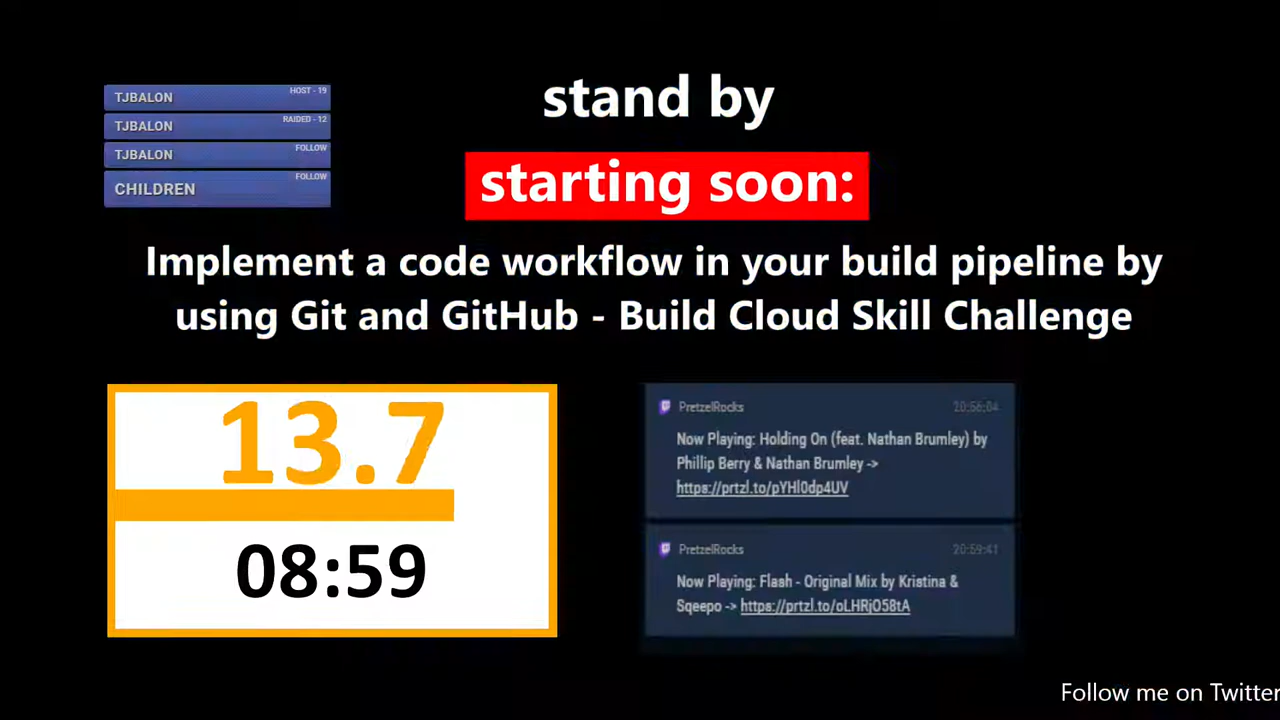 stand by
TJBALON HOST - 19
TJBALON RAIDED - 12
TJBALON FOLLOW
CHILDREN FOLLOW
starting soon:
Implement a code workflow in your build pipeline by
using Git and GitHub - Build Cloud Skill Challenge
13.7
08:59
PretzelRocks 20:56:04
Now Playing: Holding On (feat. Nathan Brumley) by
Phillip Berry & Nathan Brumley ->
https://prtzl.to/pYHl0dp4UV
PretzelRocks 20:59:41
Now Playing: Flash - Original Mix by Kristina &
Sqeepo -> https://prtzl.to/oLHRjO58tA
Follow me on Twitter